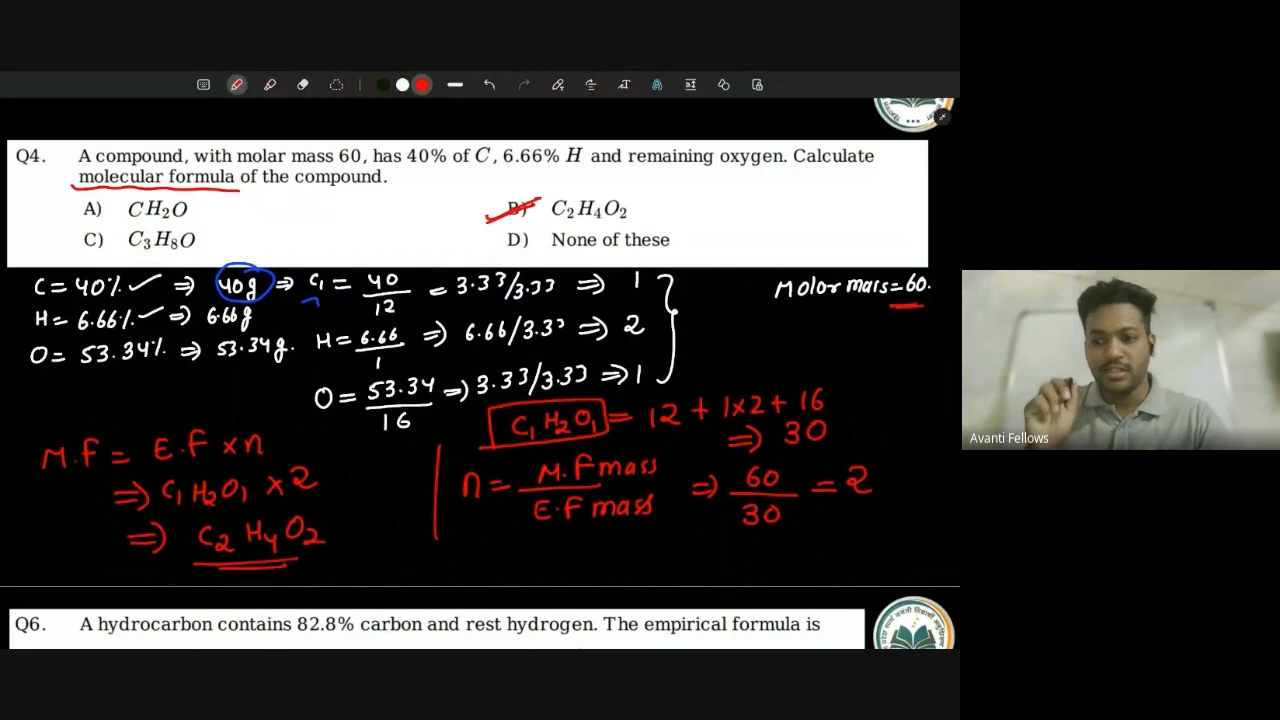 Q4. A compound, with molar mass 60, has 40% of C, 6.66% H and remaining oxygen. Calculate
molecular formula of the compound.
A) CH₂O B) C₂H₄O₂
C) C₃H₈O D) None of these
C = 40% ✓ ⇒ 40g ⇒ C₁ = 40/12 = 3.33/3.33 ⇒ 1
Molar mass = 60.
H = 6.66% ✓ ⇒ 6.66g
H = 6.66/1 ⇒ 6.66/3.33 ⇒ 2
O = 53.34% ⇒ 53.34g.
O = 53.34/16 ⇒ 3.33/3.33 ⇒ 1
C₁H₂O₁ = 12 + 1×2 + 16
⇒ 30
M.F = E.F × n
⇒ C₁H₂O₁ × 2
⇒ C₂H₄O₂
n = M.F mass / E.F mass ⇒ 60/30 = 2
Avanti Fellows
Q6. A hydrocarbon contains 82.8% carbon and rest hydrogen. The empirical formula is